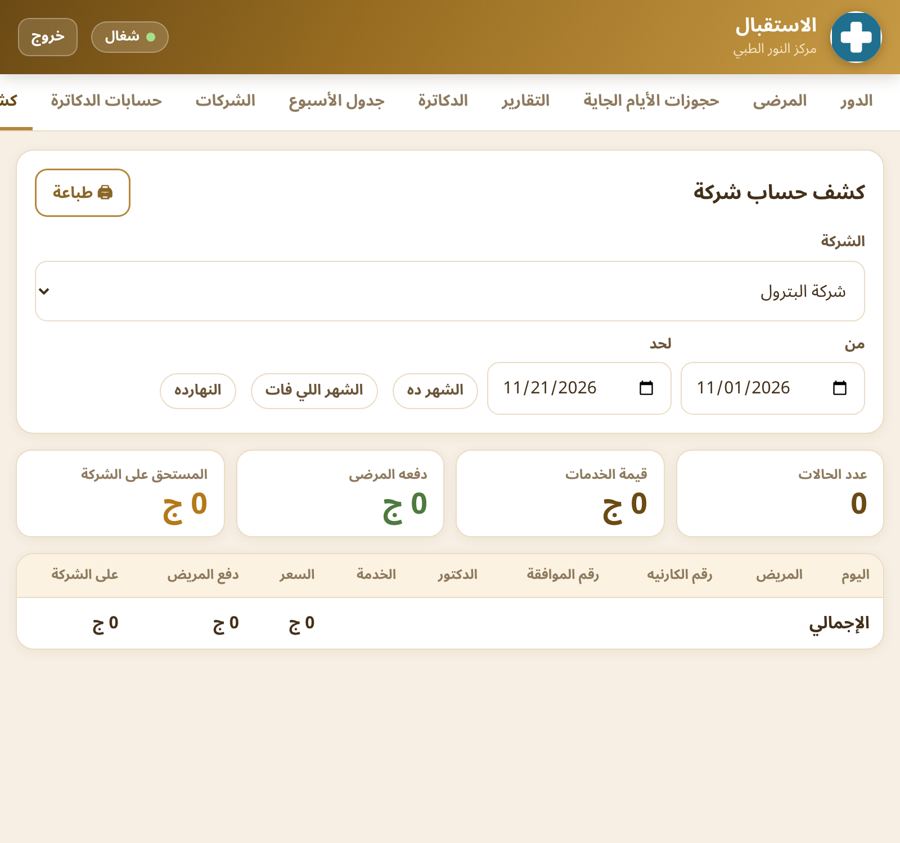 الاستقبال
مركز النور الطبي
شغال
خروج
الدور المرضى حجوزات الأيام الجاية التقارير الدكاترة جدول الأسبوع الشركات حسابات الدكاترة
كشف حساب شركة
طباعة
الشركة
شركة البترول
من لحد
11/01/2026 11/21/2026 الشهر ده الشهر اللي فات النهارده
عدد الحالات قيمة الخدمات دفعه المرضى المستحق على الشركة
0 0 ج 0 ج 0 ج
اليوم المريض رقم الكارنيه رقم الموافقة الدكتور الخدمة السعر دفع المريض على الشركة
الإجمالي 0 ج 0 ج 0 ج